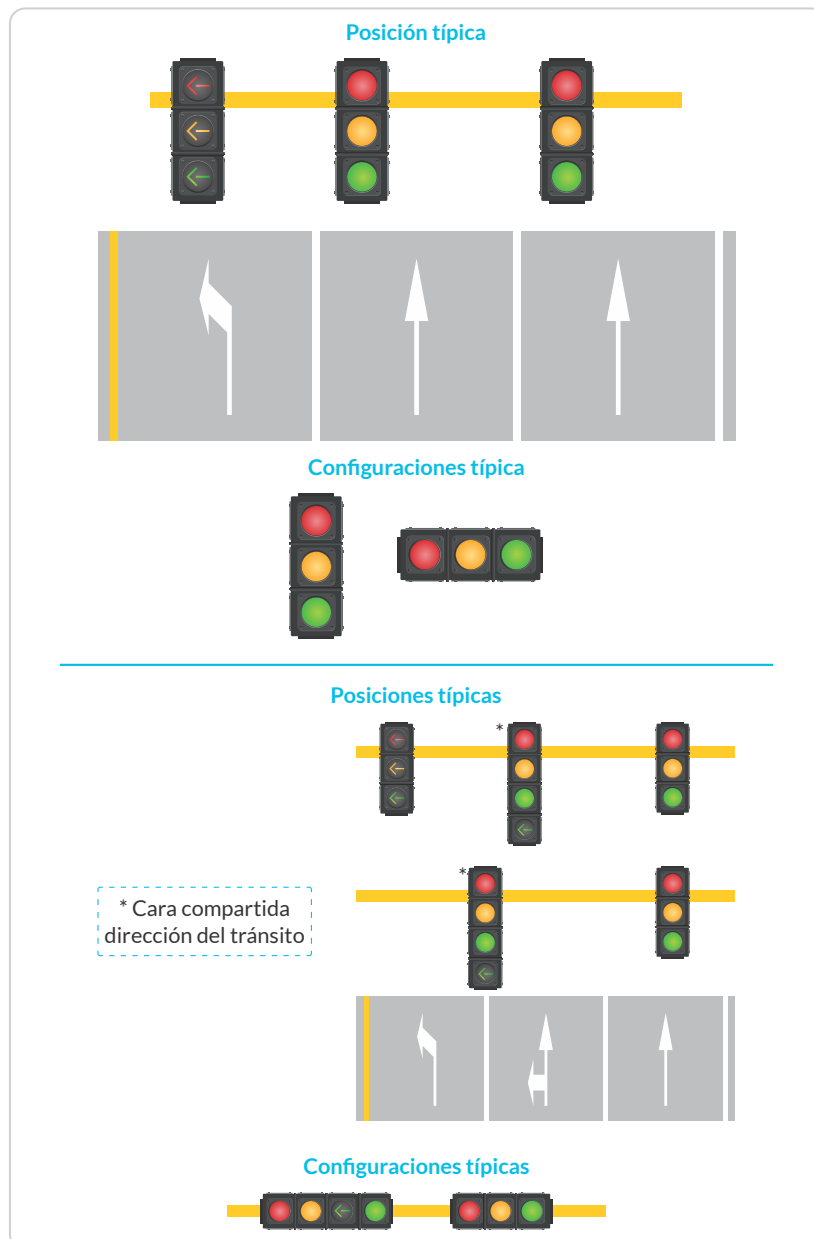 Posición típica
Configuraciones típica
Posiciones típicas
*
*
* Cara compartida
dirección del tránsito
Configuraciones típicas